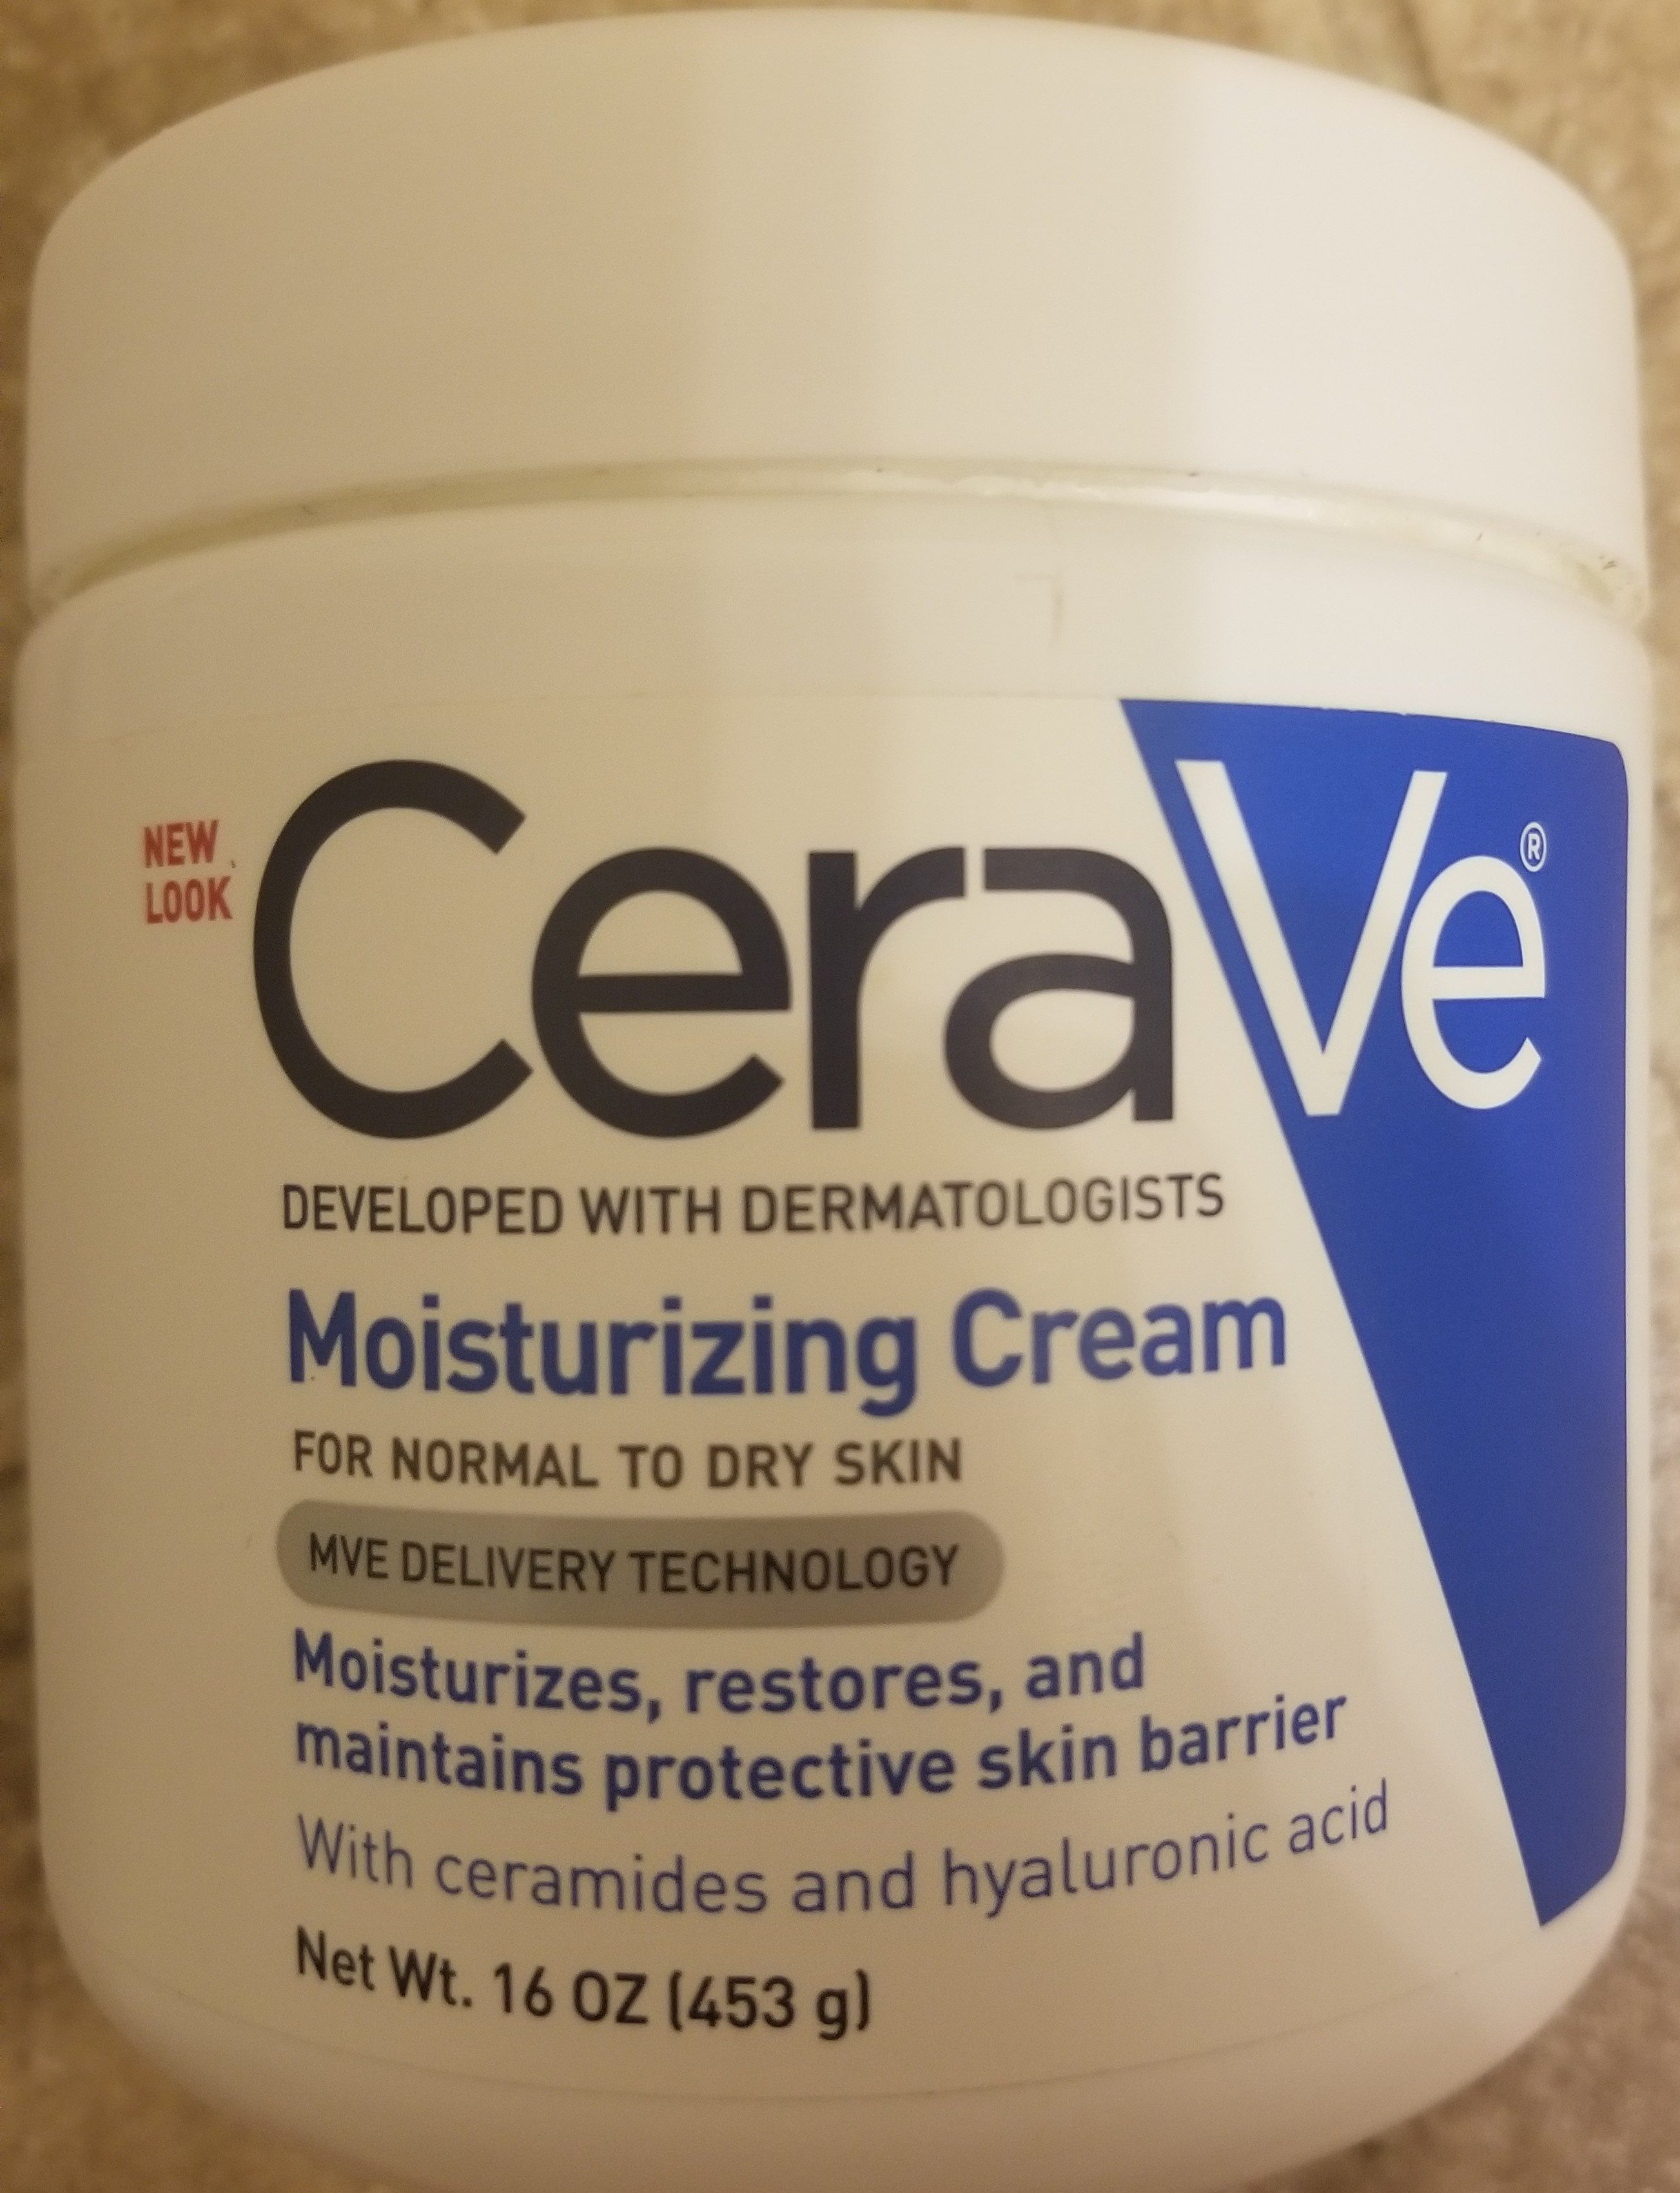 NEW
LOOK
CeraVe®
DEVELOPED WITH DERMATOLOGISTS
Moisturizing Cream
FOR NORMAL TO DRY SKIN
MVE DELIVERY TECHNOLOGY
Moisturizes, restores, and
maintains protective skin barrier
With ceramides and hyaluronic acid
Net Wt. 16 OZ (453 g)